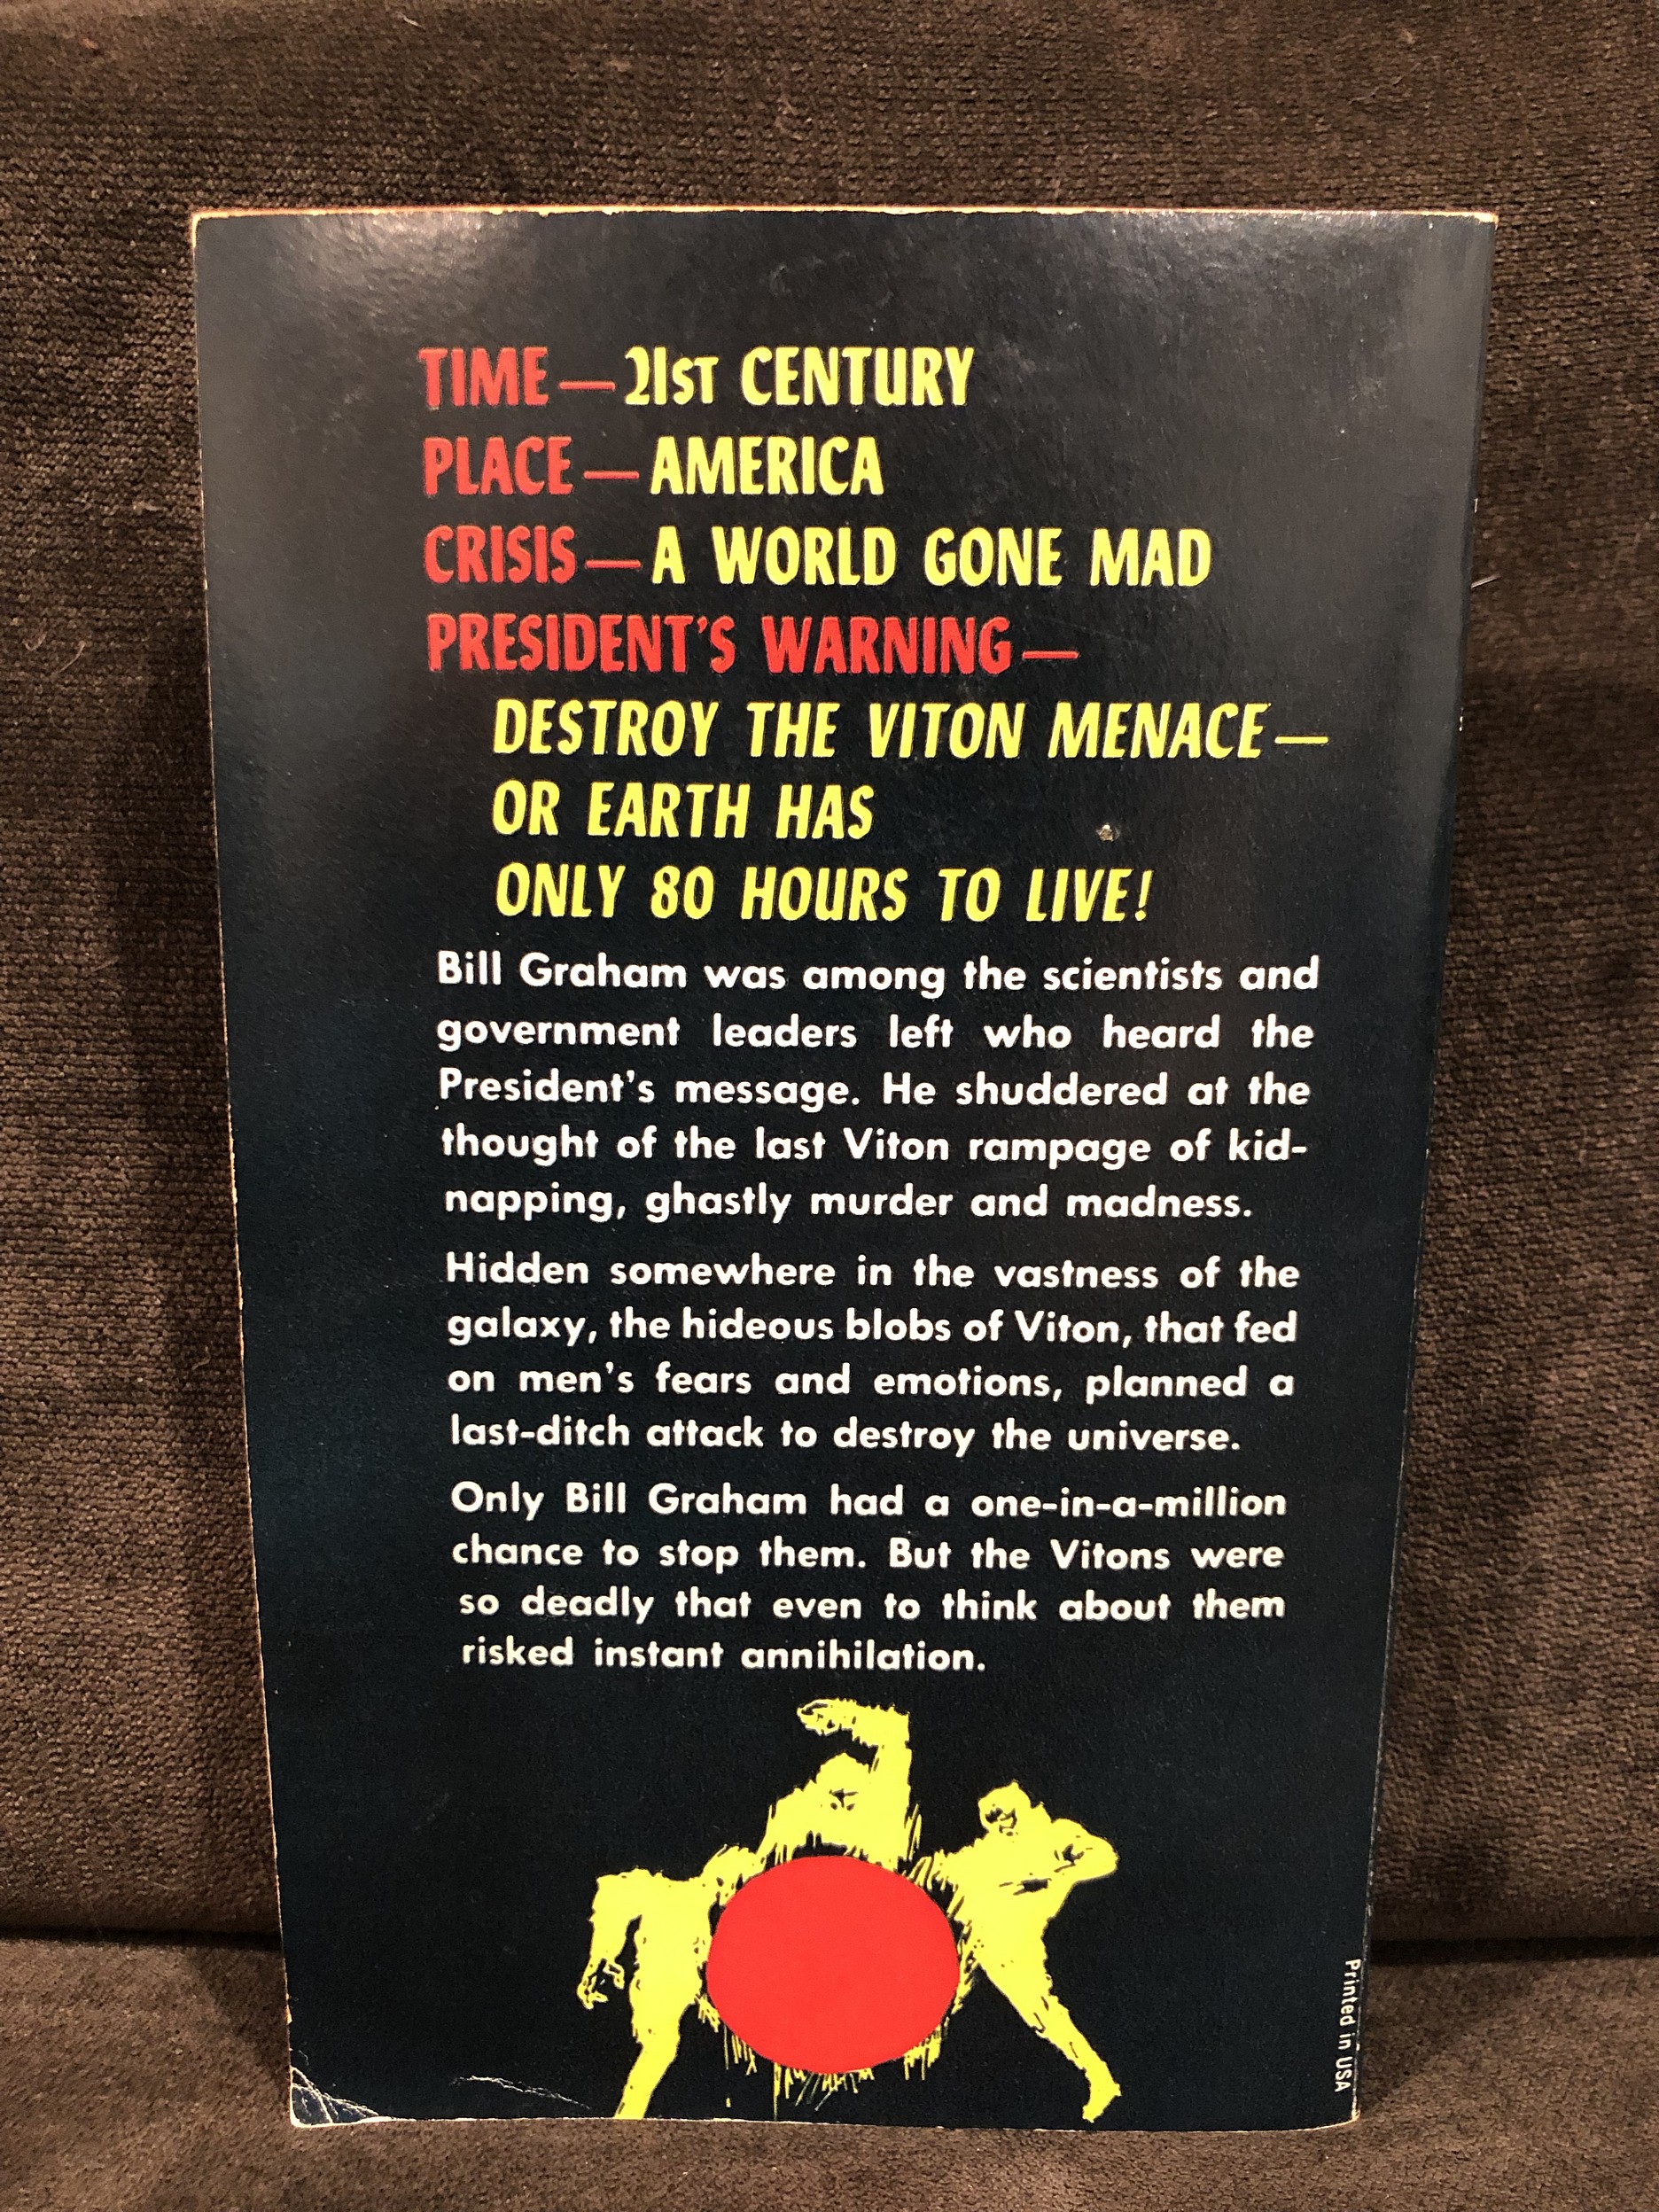 TIME—21ST CENTURY
PLACE—AMERICA
CRISIS—A WORLD GONE MAD
PRESIDENT'S WARNING—
DESTROY THE VITON MENACE—
OR EARTH HAS
ONLY 80 HOURS TO LIVE!
Bill Graham was among the scientists and
government leaders left who heard the
President's message. He shuddered at the
thought of the last Viton rampage of kid-
napping, ghastly murder and madness.
Hidden somewhere in the vastness of the
galaxy, the hideous blobs of Viton, that fed
on men's fears and emotions, planned a
last-ditch attack to destroy the universe.
Only Bill Graham had a one-in-a-million
chance to stop them. But the Vitons were
so deadly that even to think about them
risked instant annihilation.
Printed in USA